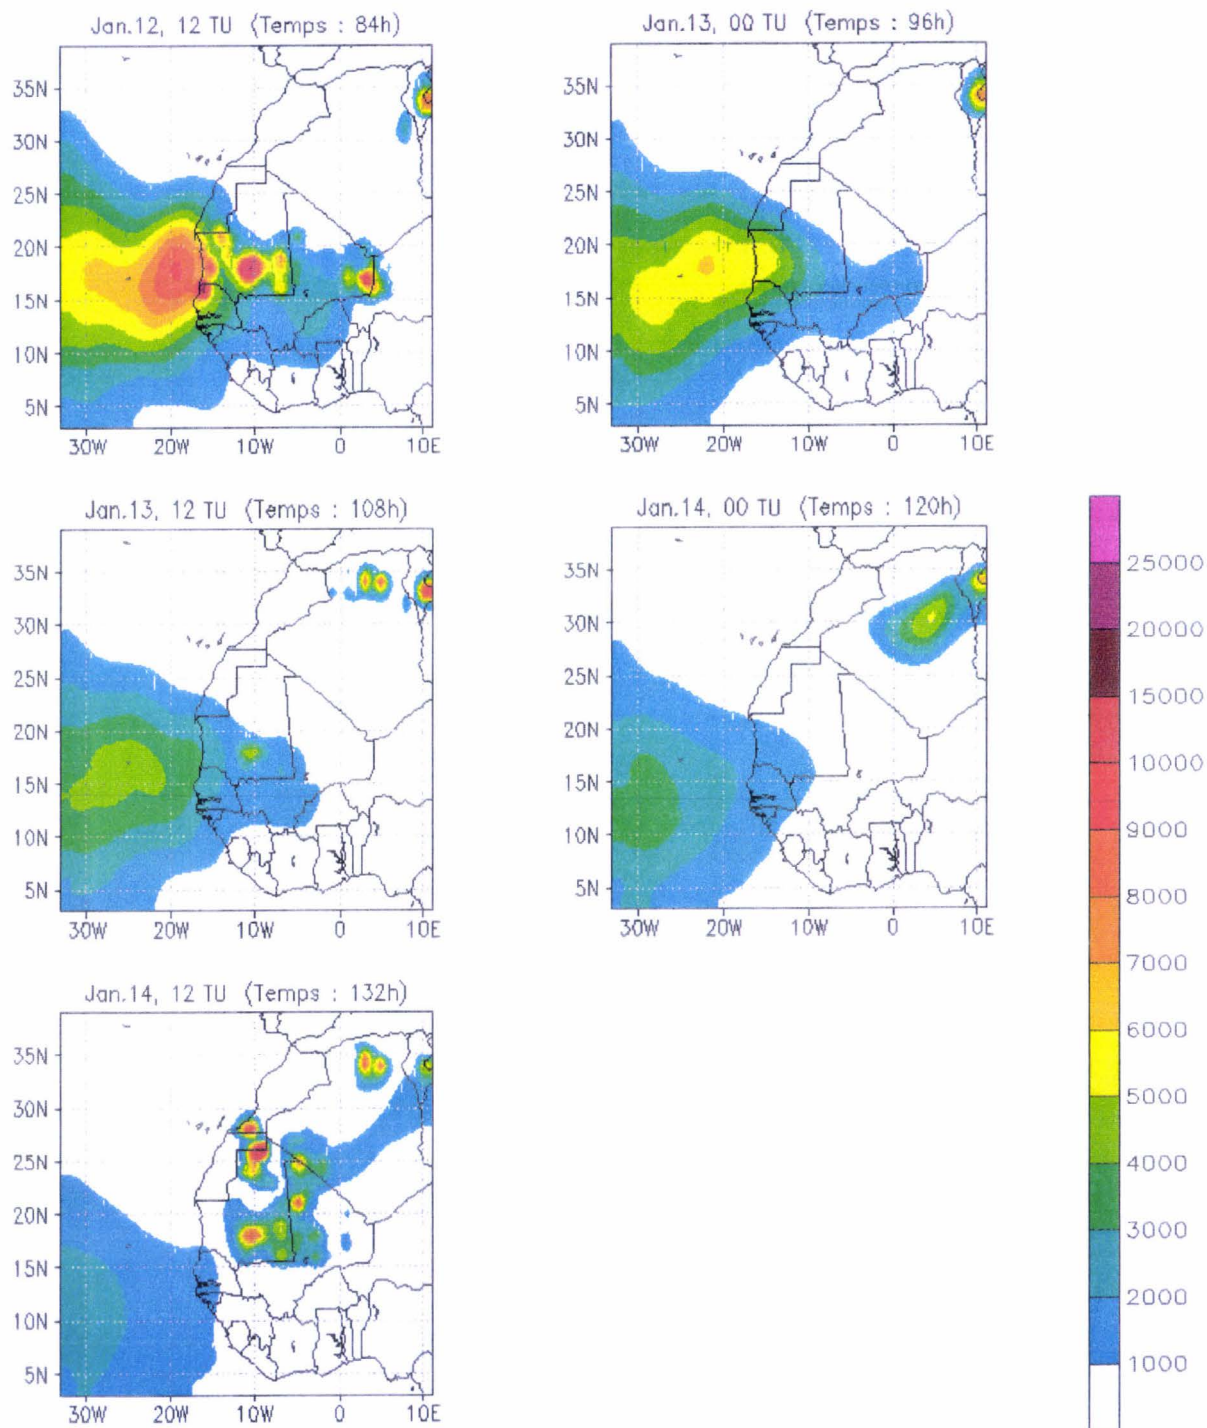 Jan.12, 12 TU (Temps : 84h)
35N
30N
25N
20N
15N
10N
5N
30W 20W 10W 0 10E
Jan.13, 00 TU (Temps : 96h)
35N
30N
25N
20N
15N
10N
5N
30W 20W 10W 0 10E
Jan.13, 12 TU (Temps : 108h)
35N
30N
25N
20N
15N
10N
5N
30W 20W 10W 0 10E
Jan.14, 00 TU (Temps : 120h)
35N
30N
25N
20N
15N
10N
5N
30W 20W 10W 0 10E
Jan.14, 12 TU (Temps : 132h)
35N
30N
25N
20N
15N
10N
5N
30W 20W 10W 0 10E
25000
20000
15000
10000
9000
8000
7000
6000
5000
4000
3000
2000
1000